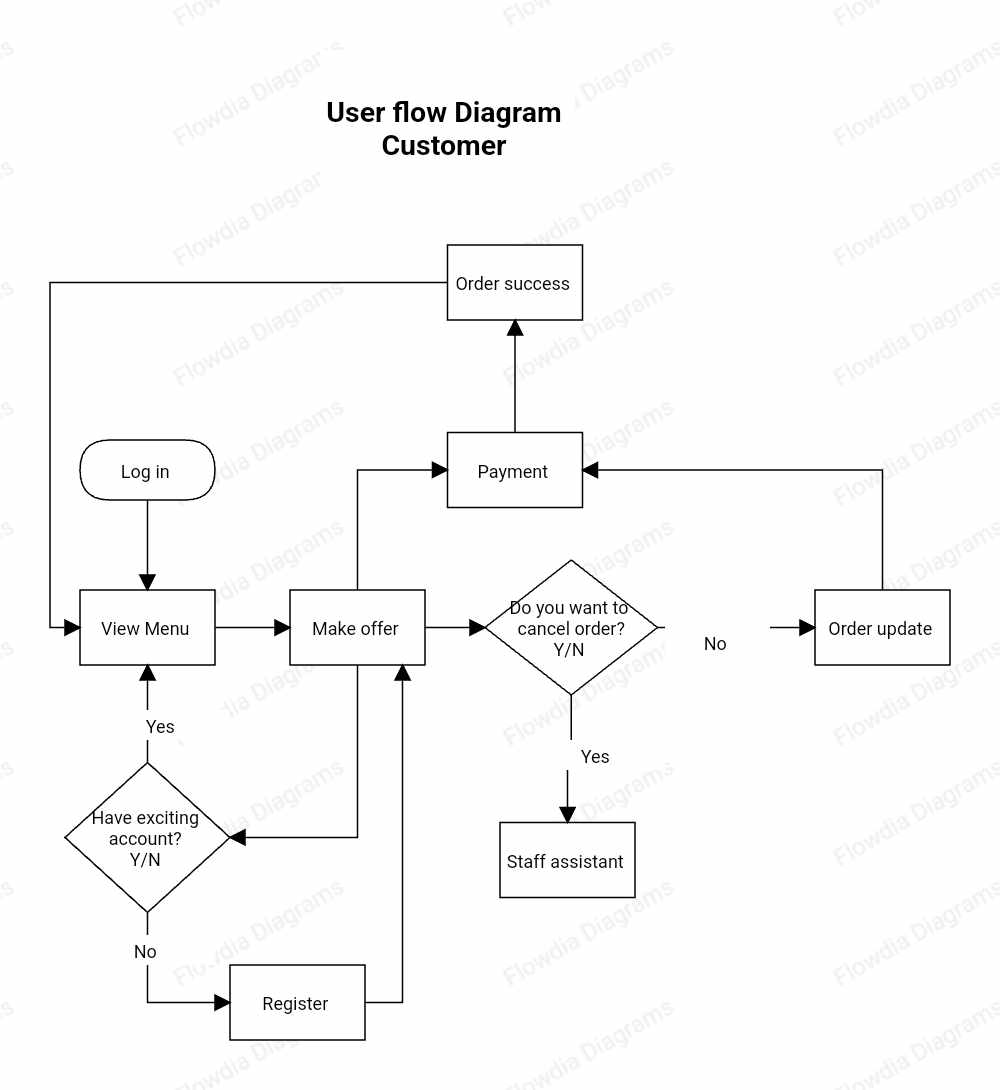 User flow Diagram
Customer
Order success
Log in
Payment
View Menu
Make offer
Do you want to
cancel order?
Y/N
No
Order update
Yes
Yes
Have exciting
account?
Y/N
Staff assistant
No
Register
Flowdia Diagrams